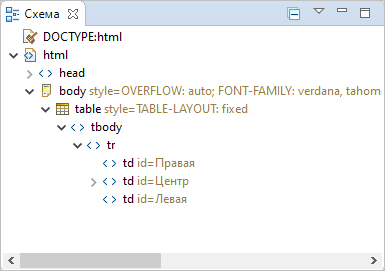 Схема
DOCTYPE:html
html
head
body style=OVERFLOW: auto; FONT-FAMILY: verdana, tahom
table style=TABLE-LAYOUT: fixed
tbody
tr
td id=Правая
td id=Центр
td id=Левая